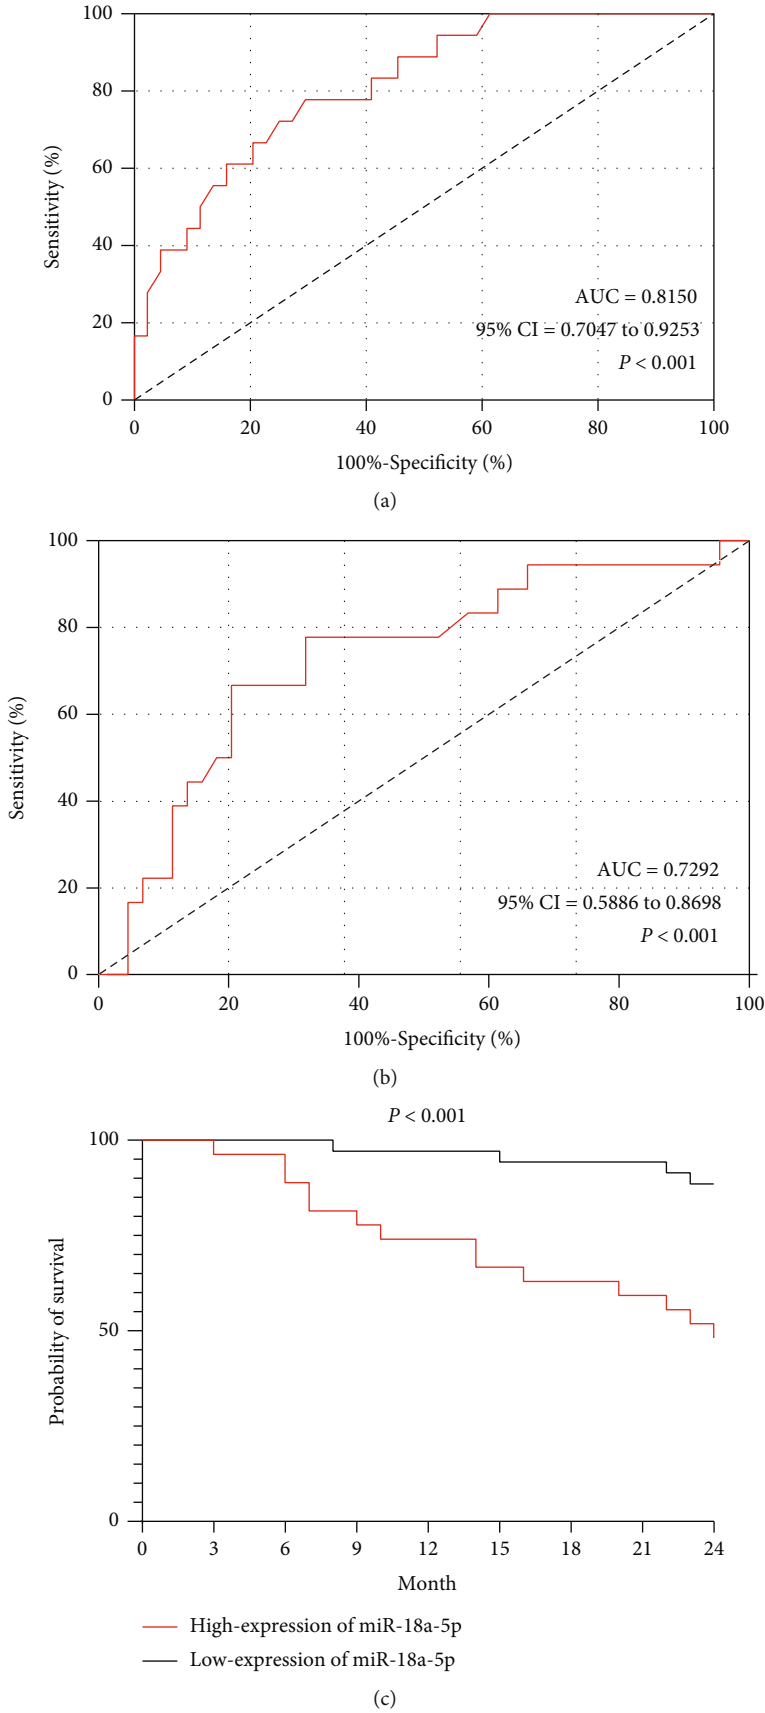 100
80
60
40
20
0
Sensitivity (%)
AUC = 0.8150
95% CI = 0.7047 to 0.9253
P < 0.001
0 20 40 60 80 100
100%-Specificity (%)
(a)
100
80
60
40
20
0
Sensitivity (%)
AUC = 0.7292
95% CI = 0.5886 to 0.8698
P < 0.001
0 20 40 60 80 100
100%-Specificity (%)
(b)
P < 0.001
100
50
0
Probability of survival
0 3 6 9 12 15 18 21 24
Month
High-expression of miR-18a-5p
Low-expression of miR-18a-5p
(c)